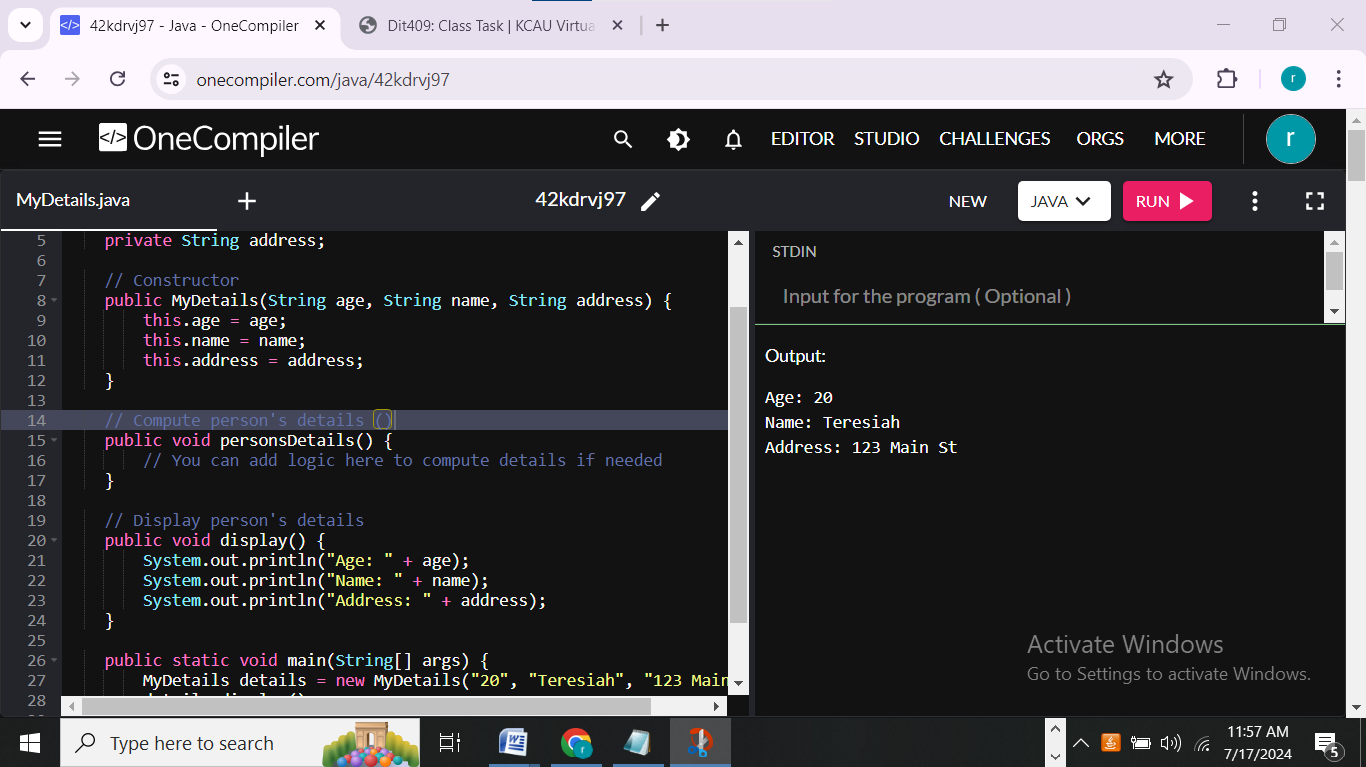 42kdrvj97 - Java - OneCompiler
Dit409: Class Task | KCAU Virtua
onecompiler.com/java/42kdrvj97
r
</> OneCompiler
EDITOR STUDIO CHALLENGES ORGS MORE
r
MyDetails.java
42kdrvj97
NEW JAVA RUN
5 private String address;
6
7 // Constructor
8 public MyDetails(String age, String name, String address) {
9 this.age = age;
10 this.name = name;
11 this.address = address;
12 }
13
14 // Compute person's details ()
15 public void personsDetails() {
16 // You can add logic here to compute details if needed
17 }
18
19 // Display person's details
20 public void display() {
21 System.out.println("Age: " + age);
22 System.out.println("Name: " + name);
23 System.out.println("Address: " + address);
24 }
25
26 public static void main(String[] args) {
27 MyDetails details = new MyDetails("20", "Teresiah", "123 Main
28
STDIN
Input for the program ( Optional )
Output:
Age: 20
Name: Teresiah
Address: 123 Main St
Activate Windows
Go to Settings to activate Windows.
Type here to search
11:57 AM
7/17/2024
5